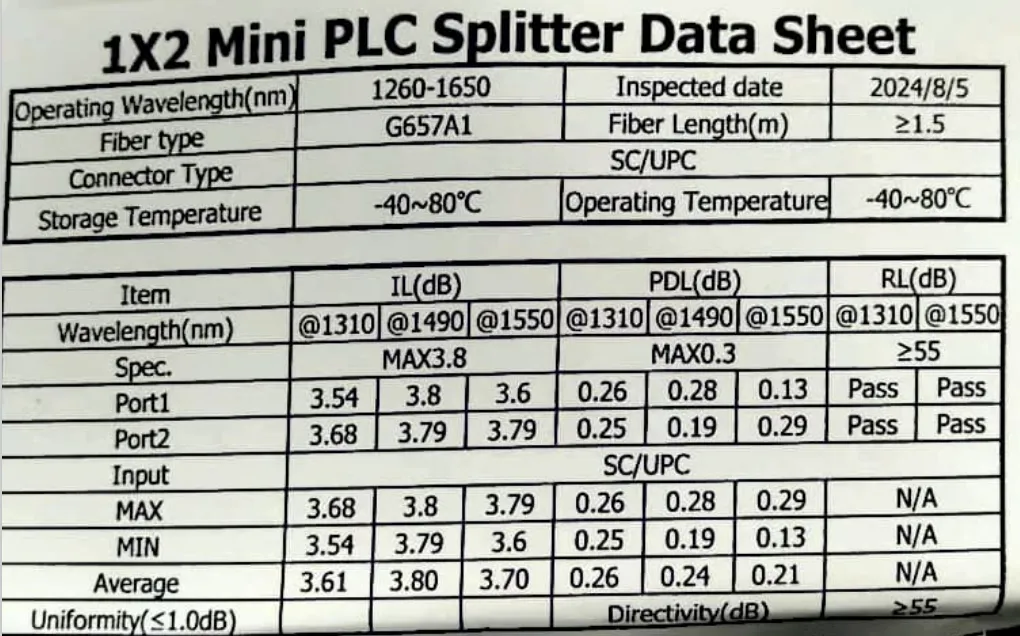 1X2 Mini PLC Splitter Data Sheet
Operating Wavelength(nm) 1260-1650 Inspected date 2024/8/5
Fiber type G657A1 Fiber Length(m) ≥1.5
Connector Type SC/UPC
Storage Temperature -40~80℃ Operating Temperature -40~80℃
Item IL(dB) PDL(dB) RL(dB)
Wavelength(nm) @1310 @1490 @1550 @1310 @1490 @1550 @1310 @1550
Spec. MAX3.8 MAX0.3 ≥55
Port1 3.54 3.8 3.6 0.26 0.28 0.13 Pass Pass
Port2 3.68 3.79 3.79 0.25 0.19 0.29 Pass Pass
Input SC/UPC
MAX 3.68 3.8 3.79 0.26 0.28 0.29 N/A
MIN 3.54 3.79 3.6 0.25 0.19 0.13 N/A
Average 3.61 3.80 3.70 0.26 0.24 0.21 N/A
Uniformity(≤1.0dB) Directivity(dB) ≥55